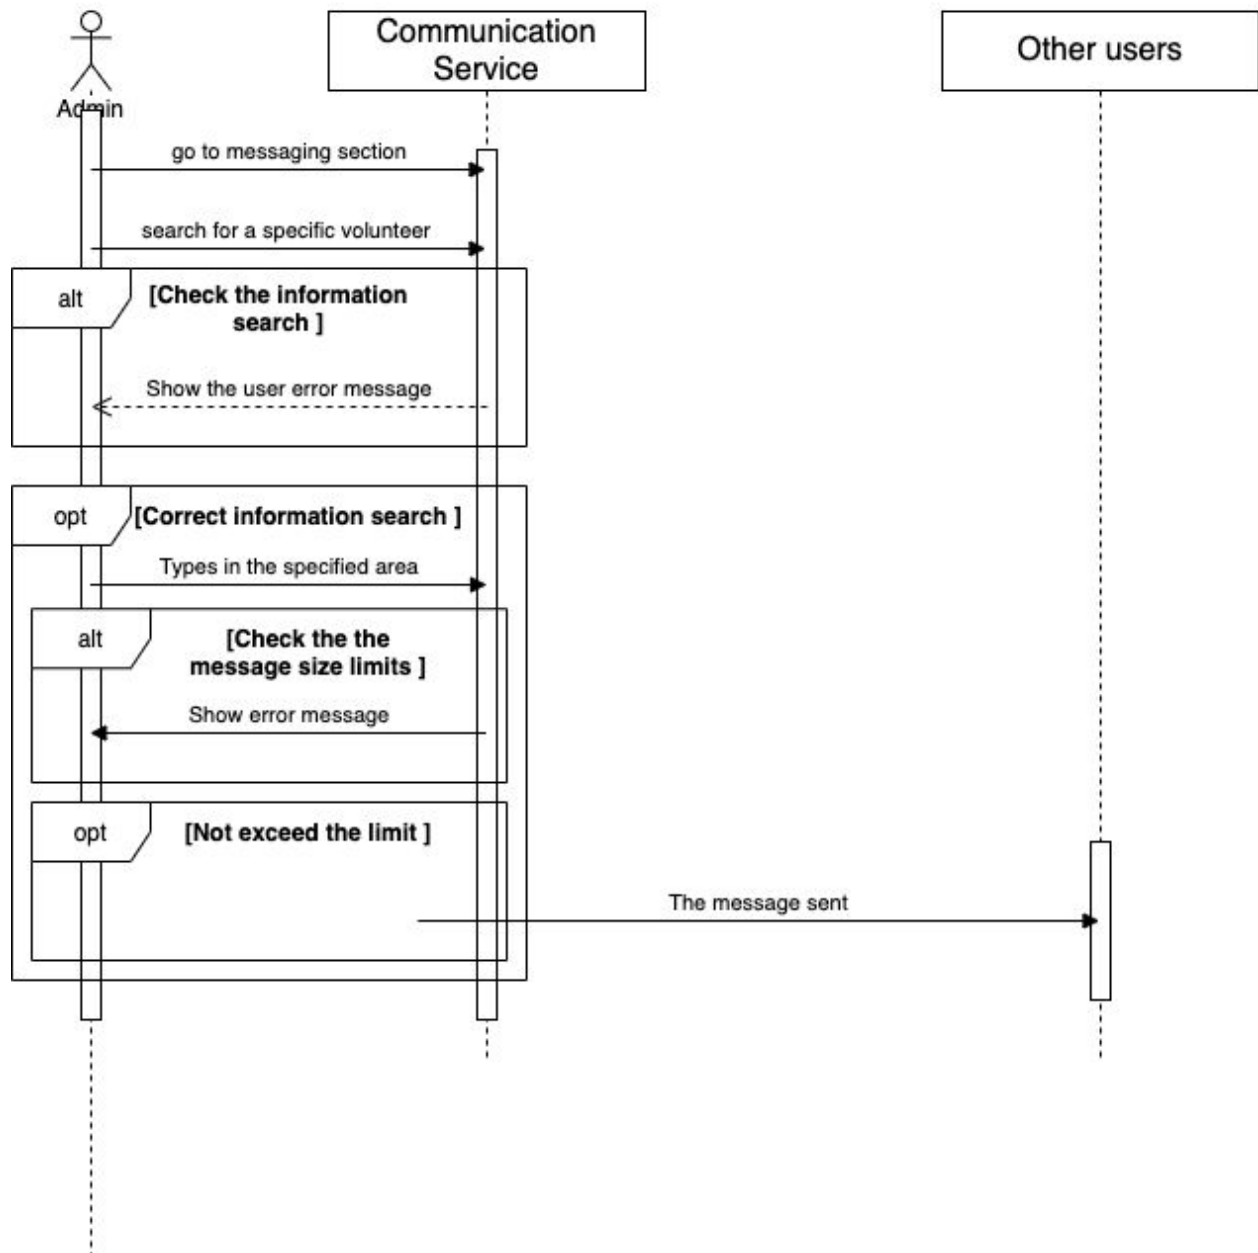 Communication
Service
Other users
Admin
go to messaging section
search for a specific volunteer
alt
[Check the information
search ]
Show the user error message
opt
[Correct information search ]
Types in the specified area
alt
[Check the the
message size limits ]
Show error message
opt
[Not exceed the limit ]
The message sent